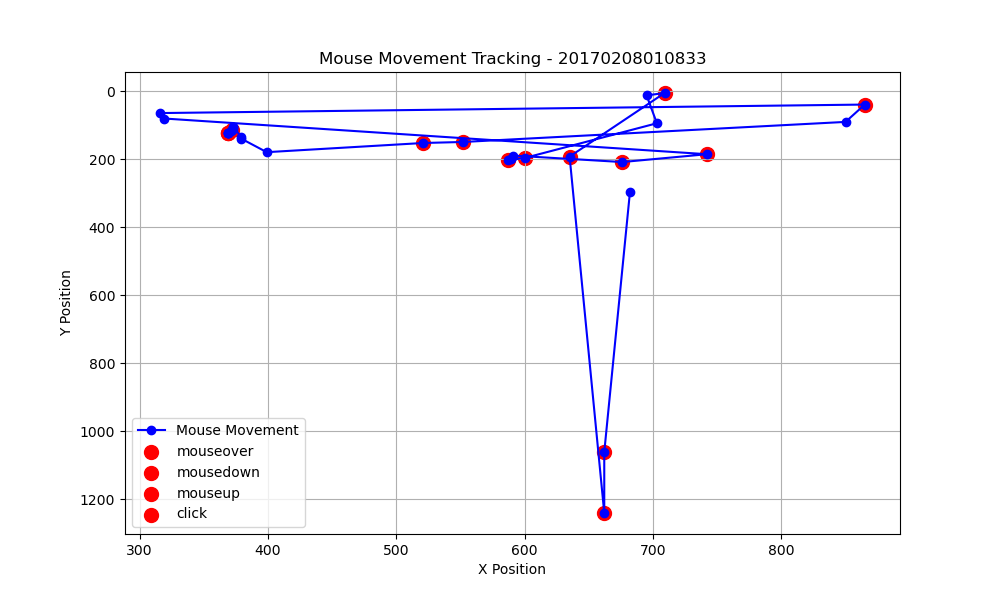 Mouse Movement Tracking - 20170208010833
Y Position
0
200
400
600
800
1000
1200
Mouse Movement
mouseover
mousedown
mouseup
click
300 400 500 600 700 800
X Position